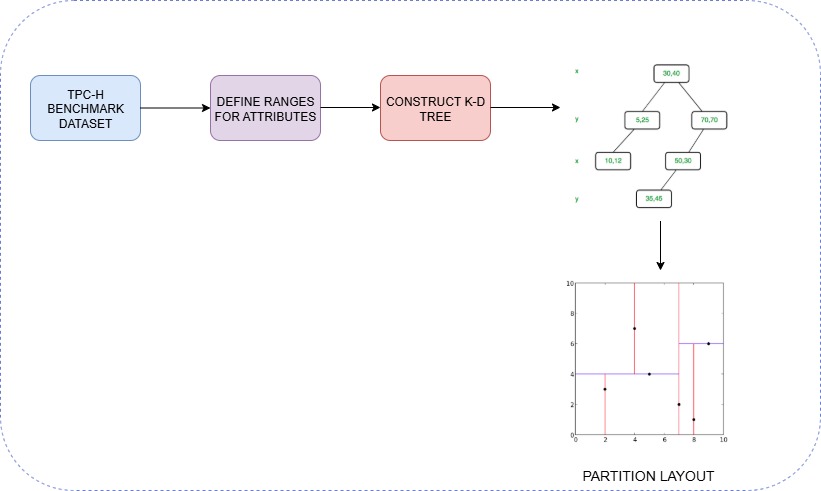 TPC-H
BENCHMARK
DATASET
DEFINE RANGES
FOR ATTRIBUTES
CONSTRUCT K-D
TREE
x
30,40
y
5,25
70,70
x
10,12
50,30
y
35,45
10
8
6
4
2
0
0 2 4 6 8 10
PARTITION LAYOUT